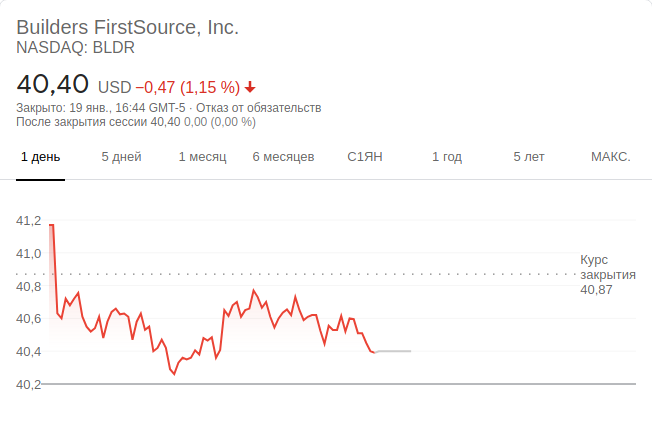 Builders FirstSource, Inc.
NASDAQ: BLDR
40,40 USD −0,47 (1,15 %)
Закрыто: 19 янв., 16:44 GMT-5 · Отказ от обязательств
После закрытия сессии 40,40 0,00 (0,00 %)
1 день 5 дней 1 месяц 6 месяцев С1ЯН 1 год 5 лет МАКС.
41,2
41,0
Курс
закрытия
40,87
40,8
40,6
40,4
40,2